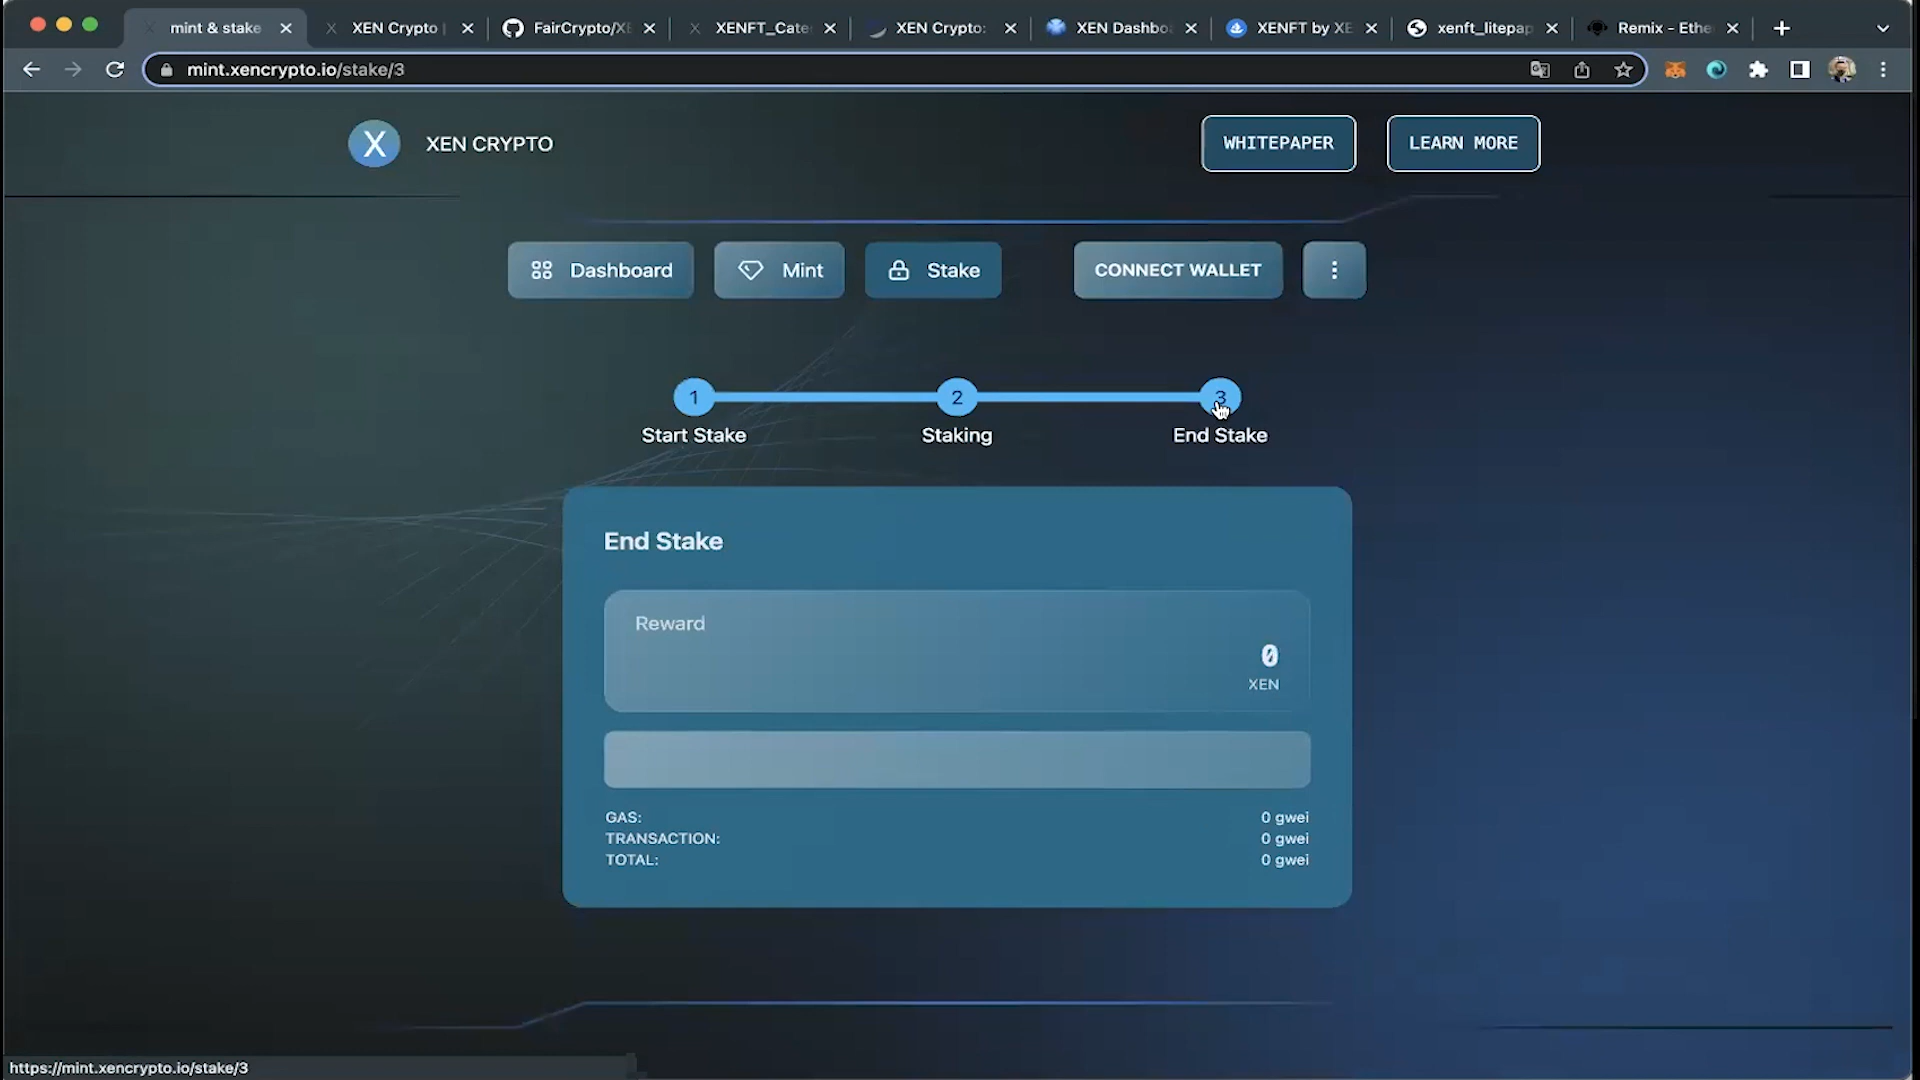 mint & stake
XEN Crypto
FairCrypto/XE
XENFT_Cate
XEN Crypto:
XEN Dashbo
XENFT by XE
xenft_litepap
Remix - Ethe
mint.xencrypto.io/stake/3
X
XEN CRYPTO
WHITEPAPER
LEARN MORE
Dashboard
Mint
Stake
CONNECT WALLET
1
2
3
Start Stake
Staking
End Stake
End Stake
Reward
0
XEN
GAS: 0 gwei
TRANSACTION: 0 gwei
TOTAL: 0 gwei
https://mint.xencrypto.io/stake/3